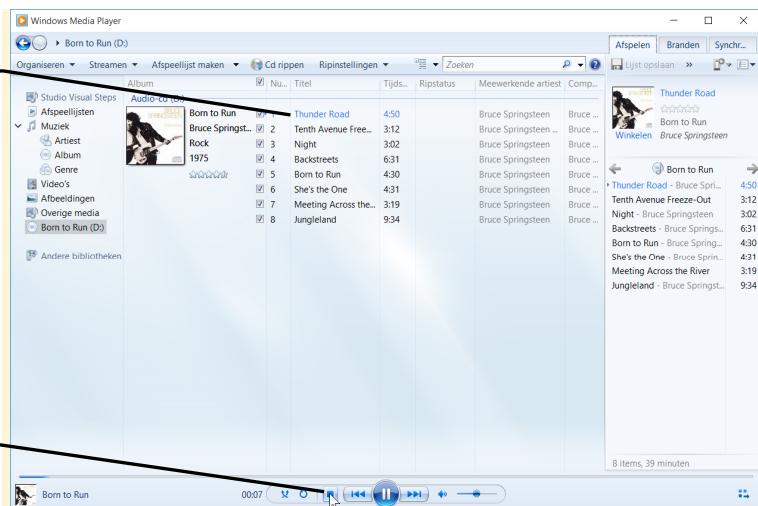 Windows Media Player
Born to Run (D:)
Afspelen Branden Synchr...
Organiseren Streamen Afspeellijst maken Cd rippen Ripinstellingen Zoeken
Lijst opslaan »
Album Nu... Titel Tijds... Ripstatus Meewerkende artiest Comp...
Studio Visual Steps
Afspeellijsten
Muziek
Artiest
Album
Genre
Video's
Afbeeldingen
Overige media
Born to Run (D:)
Andere bibliotheken
Audio-cd (D:)
Born to Run
Bruce Springst...
Rock
1975
1 Thunder Road 4:50 Bruce Springsteen Bruce ...
2 Tenth Avenue Free... 3:12 Bruce Springsteen ... Bruce ...
3 Night 3:02 Bruce Springsteen Bruce ...
4 Backstreets 6:31 Bruce Springsteen Bruce ...
5 Born to Run 4:30 Bruce Springsteen Bruce ...
6 She's the One 4:31 Bruce Springsteen Bruce ...
7 Meeting Across the... 3:19 Bruce Springsteen Bruce ...
8 Jungleland 9:34 Bruce Springsteen Bruce ...
Thunder Road
Born to Run
Winkelen Bruce Springsteen
Born to Run
Thunder Road - Bruce Spri... 4:50
Tenth Avenue Freeze-Out 3:12
Night - Bruce Springsteen 3:02
Backstreets - Bruce Springs... 6:31
Born to Run - Bruce Spring... 4:30
She's the One - Bruce Sprin... 4:31
Meeting Across the River 3:19
Jungleland - Bruce Springst... 9:34
8 items, 39 minuten
Born to Run 00:07